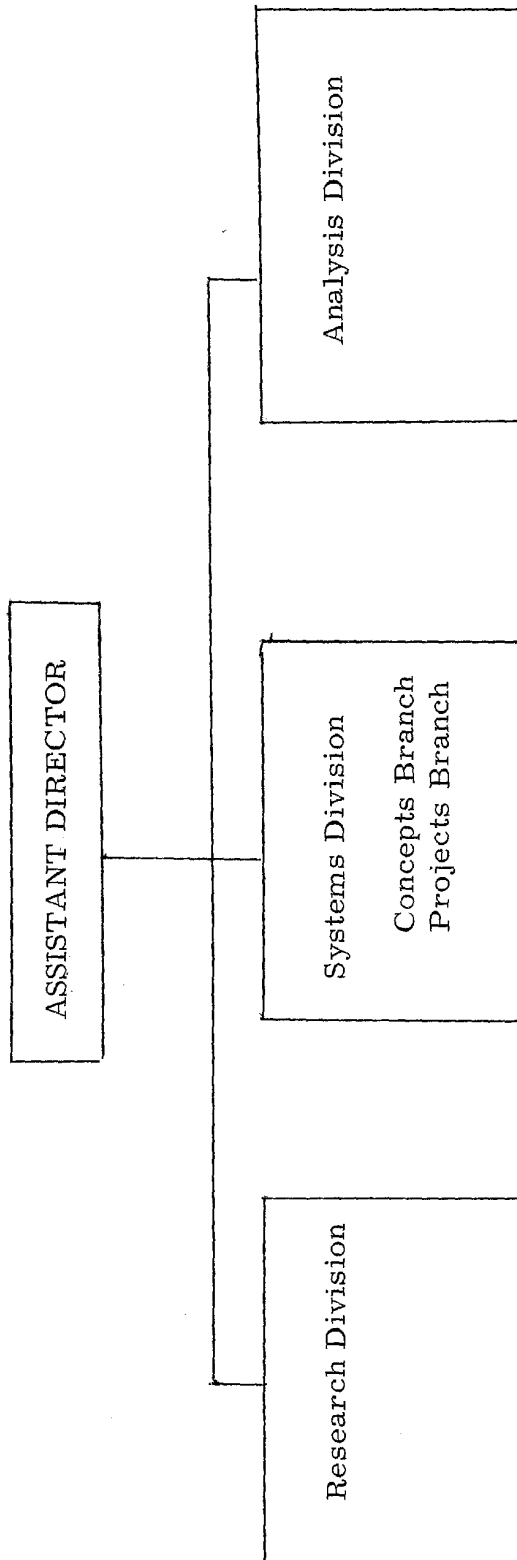 ASSISTANT DIRECTOR
Research Division
Systems Division
Concepts Branch
Projects Branch
Analysis Division